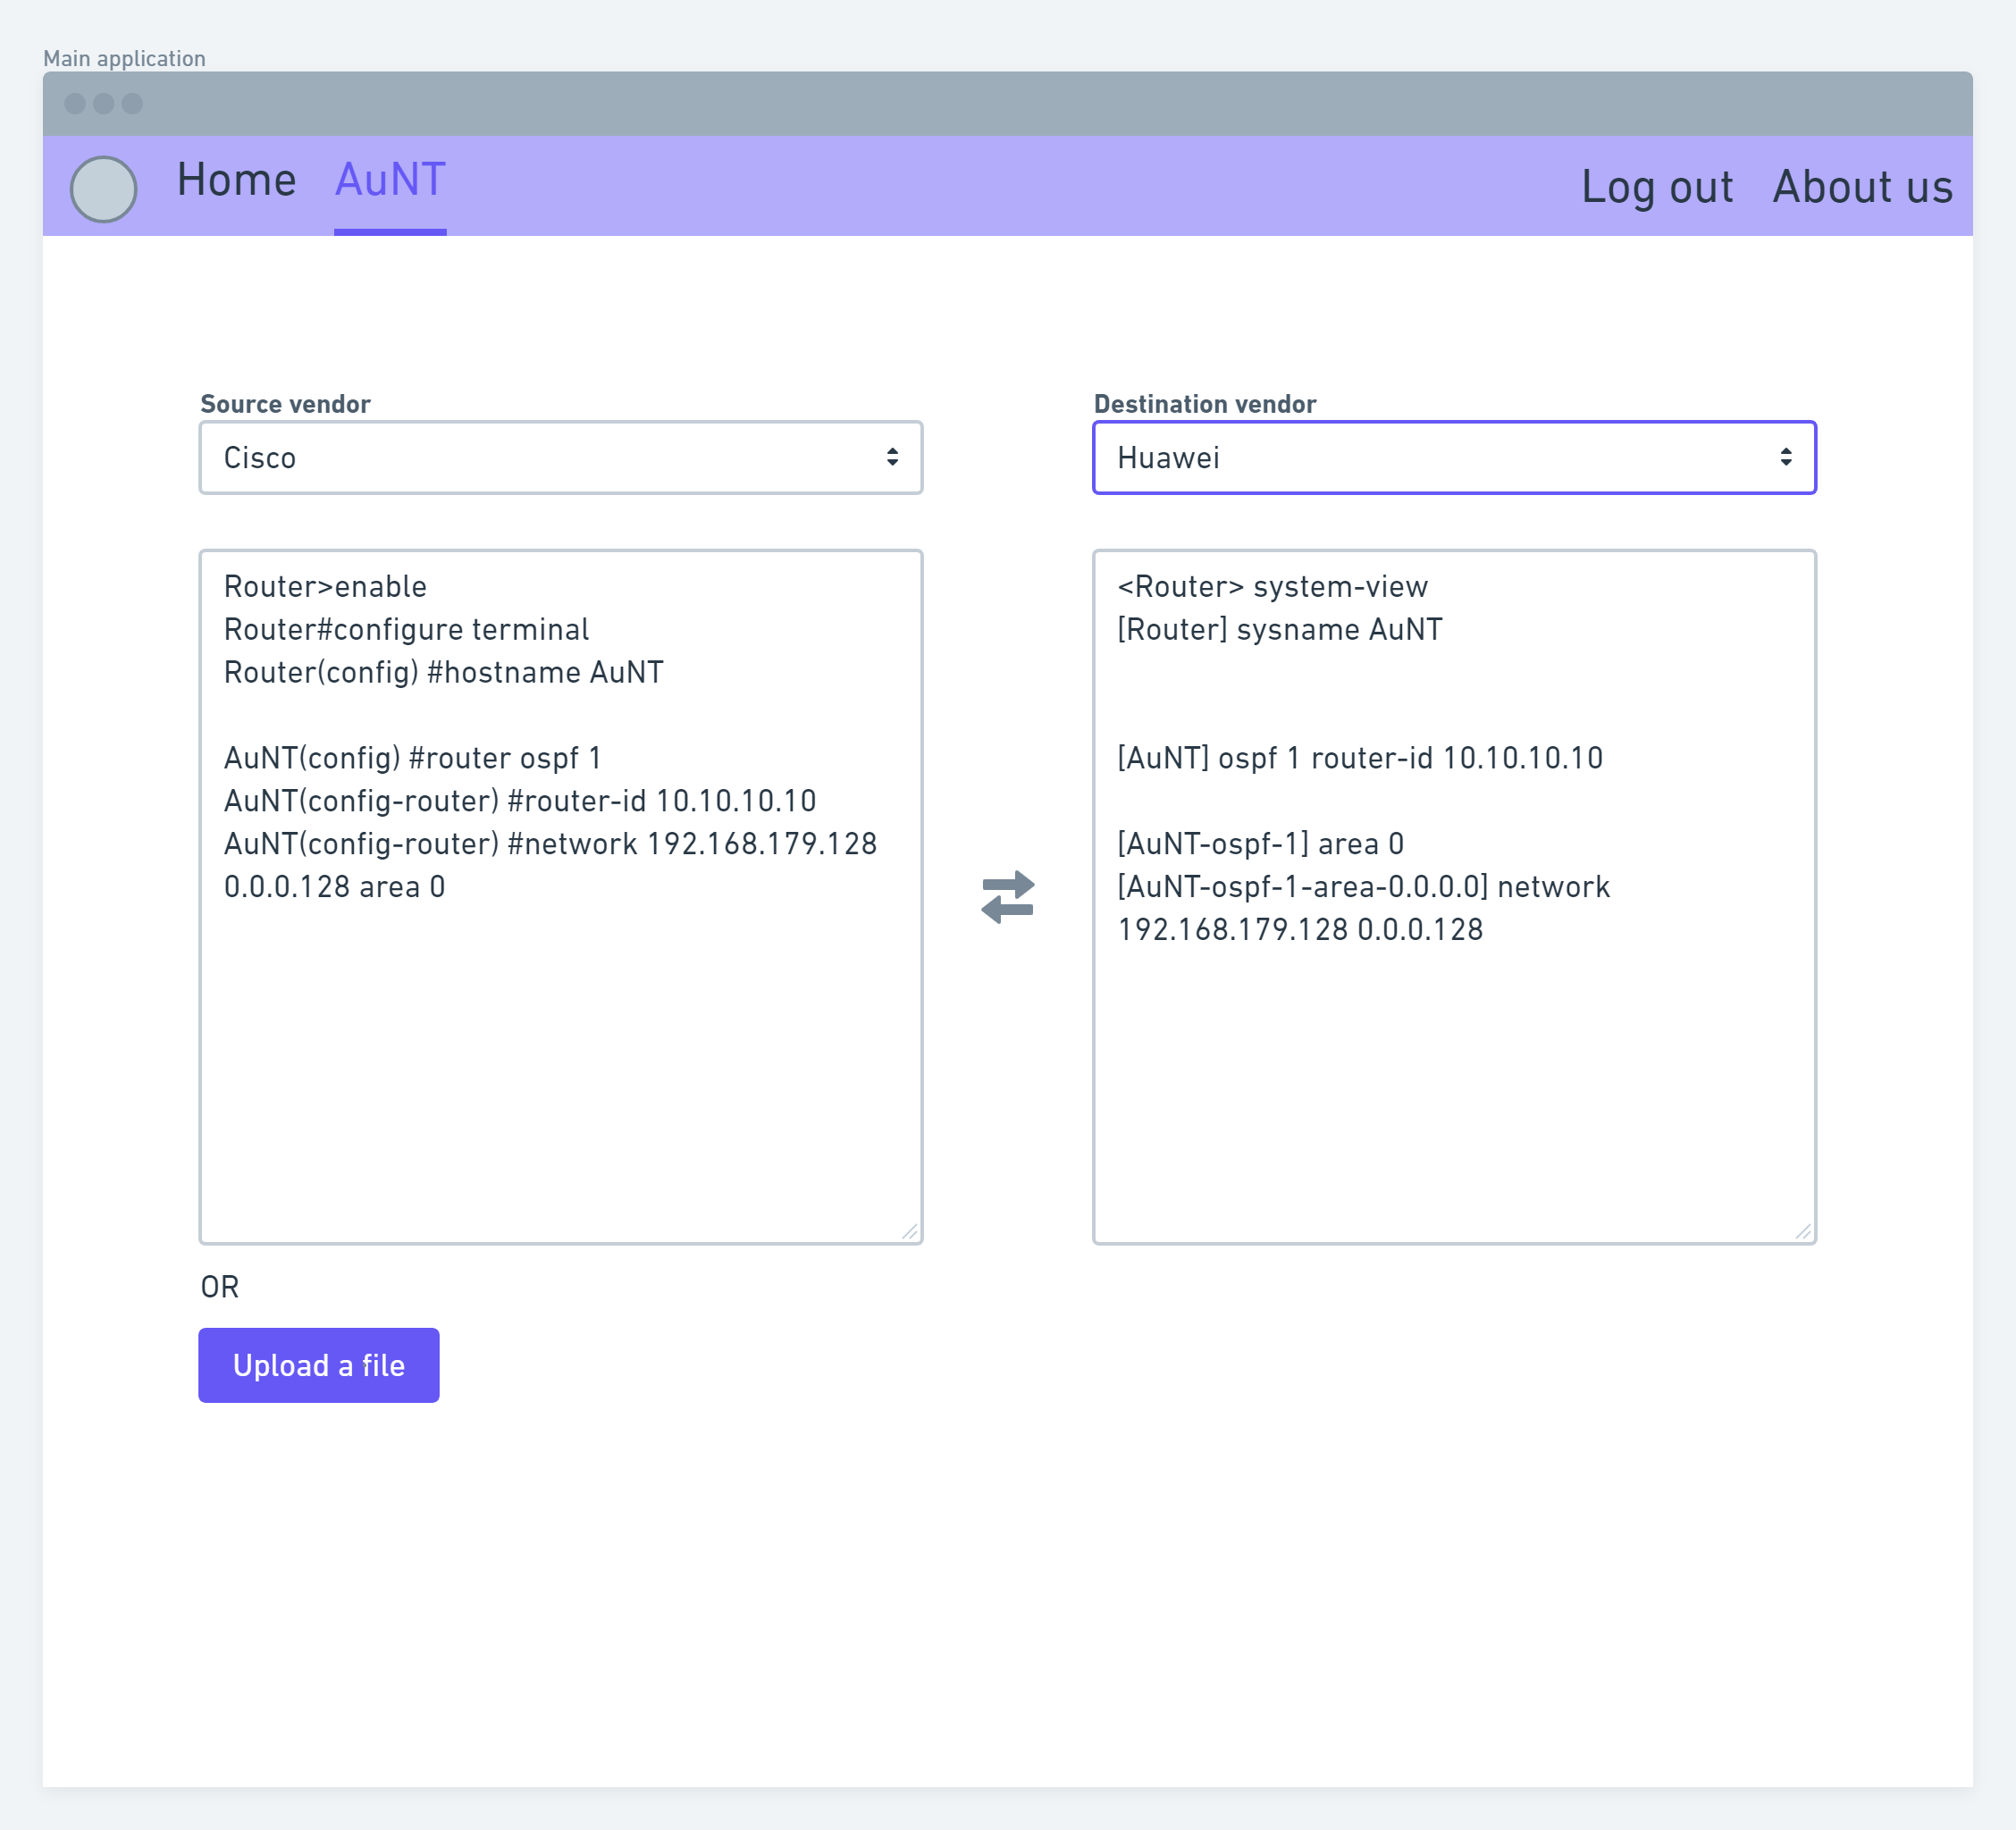 Main application
Home AuNT Log out About us
Source vendor
Cisco
Router>enable
Router#configure terminal
Router(config) #hostname AuNT
AuNT(config) #router ospf 1
AuNT(config-router) #router-id 10.10.10.10
AuNT(config-router) #network 192.168.179.128
0.0.0.128 area 0
OR
Upload a file
Destination vendor
Huawei
<Router> system-view
[Router] sysname AuNT
[AuNT] ospf 1 router-id 10.10.10.10
[AuNT-ospf-1] area 0
[AuNT-ospf-1-area-0.0.0.0] network
192.168.179.128 0.0.0.128